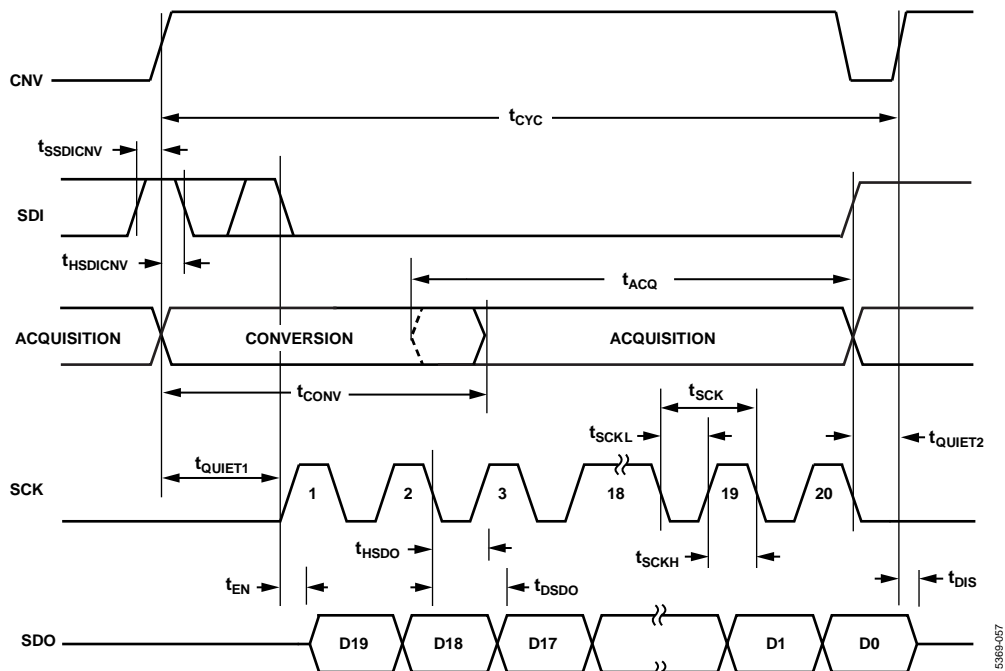 CNV
tCYC
tSSDICNV
SDI
tHSDICNV
tACQ
ACQUISITION
CONVERSION
ACQUISITION
tCONV
tSCK
tSCKL
tQUIET2
tQUIET1
SCK
1
2
3
18
19
20
tHSDO
tSCKH
tEN
tDSDO
tDIS
SDO
D19
D18
D17
D1
D0
5369-057